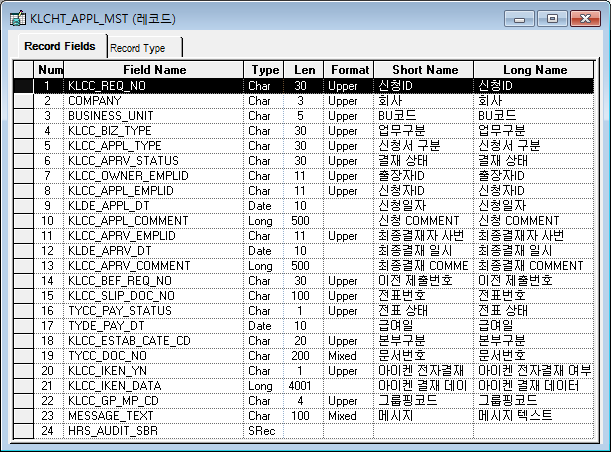 KLCHT_APPL_MST (레코드)
Record Fields Record Type
Num Field Name Type Len Format Short Name Long Name
1 KLCC_REQ_NO Char 30 Upper 신청ID 신청ID
2 COMPANY Char 3 Upper 회사 회사
3 BUSINESS_UNIT Char 5 Upper BU코드 BU코드
4 KLCC_BIZ_TYPE Char 30 Upper 업무구분 업무구분
5 KLCC_APPL_TYPE Char 30 Upper 신청서 구분 신청서 구분
6 KLCC_APRV_STATUS Char 30 Upper 결재 상태 결재 상태
7 KLCC_OWNER_EMPLID Char 11 Upper 출장자ID 출장자ID
8 KLCC_APPL_EMPLID Char 11 Upper 신청자ID 신청자ID
9 KLDE_APPL_DT Date 10 신청일자 신청일자
10 KLCC_APPL_COMMENT Long 500 신청 COMMENT 신청 COMMENT
11 KLCC_APRV_EMPLID Char 11 Upper 최종결재자 사번 최종결재자 사번
12 KLDE_APRV_DT Date 10 최종결재 일시 최종결재 일시
13 KLCC_APRV_COMMENT Long 500 최종결재 COMME 최종결재 COMMENT
14 KLCC_BEF_REQ_NO Char 30 Upper 이전 제출번호 이전 제출번호
15 KLCC_SLIP_DOC_NO Char 100 Upper 전표번호 전표번호
16 TYCC_PAY_STATUS Char 1 Upper 전표 상태 전표 상태
17 TYDE_PAY_DT Date 10 급여일 급여일
18 KLCC_ESTAB_CATE_CD Char 20 Upper 본부구분 본부구분
19 TYCC_DOC_NO Char 200 Mixed 문서번호 문서번호
20 KLCC_IKEN_YN Char 1 Upper 아이켄 전자결재 아이켄 전자결재 여부
21 KLCC_IKEN_DATA Long 4001 아이켄 결재 데이 아이켄 결재 데이터
22 KLCC_GP_MP_CD Char 4 Upper 그룹핑코드 그룹핑코드
23 MESSAGE_TEXT Char 100 Mixed 메시지 메시지 텍스트
24 HRS_AUDIT_SBR SRec